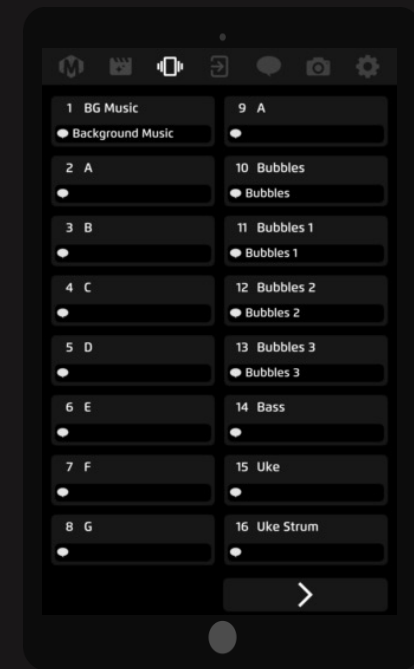 1 BG Music
Background Music
2 A
3 B
4 C
5 D
6 E
7 F
8 G
9 A
10 Bubbles
Bubbles
11 Bubbles 1
Bubbles 1
12 Bubbles 2
Bubbles 2
13 Bubbles 3
Bubbles 3
14 Bass
15 Uke
16 Uke Strum